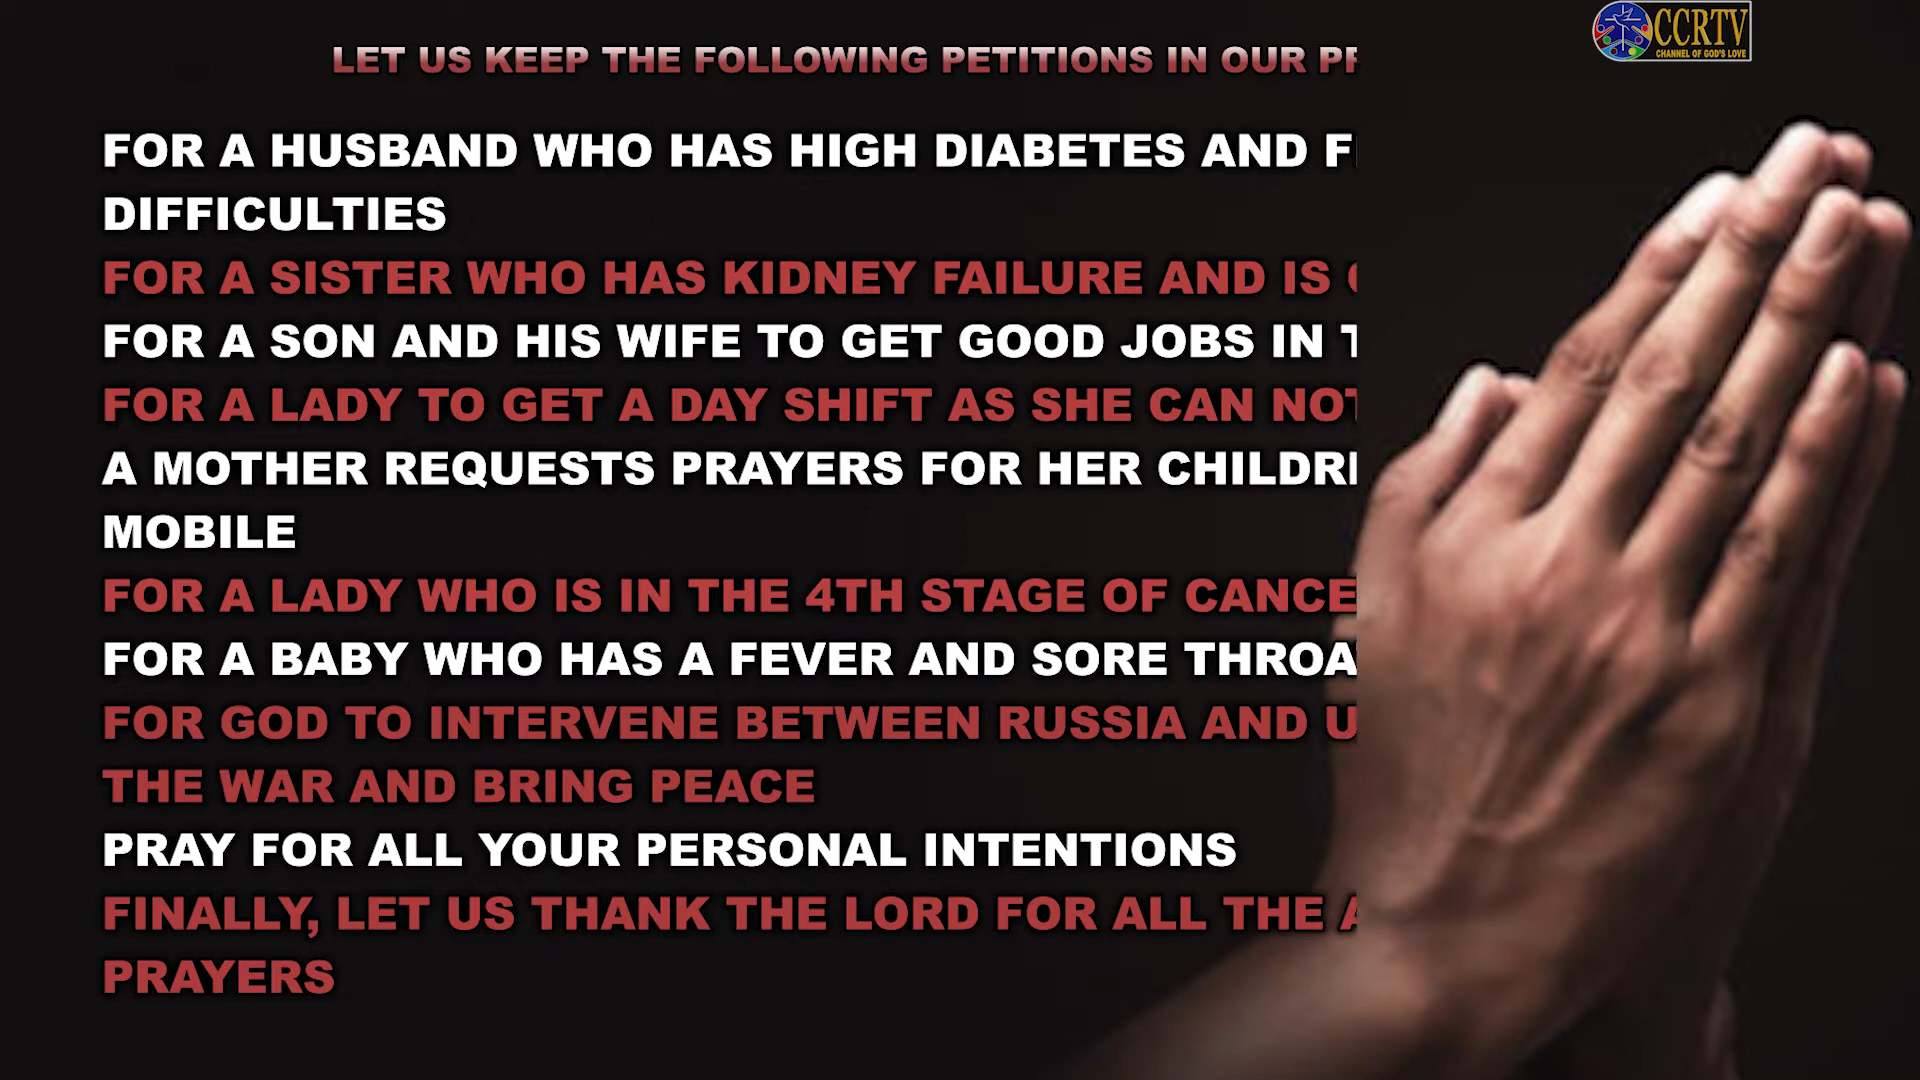 CCRTV
CHANNEL OF GOD'S LOVE
LET US KEEP THE FOLLOWING PETITIONS IN OUR
FOR A HUSBAND WHO HAS HIGH DIABETES AND
DIFFICULTIES
FOR A SISTER WHO HAS KIDNEY FAILURE AND IS
FOR A SON AND HIS WIFE TO GET GOOD JOBS IN
FOR A LADY TO GET A DAY SHIFT AS SHE CAN NOT
A MOTHER REQUESTS PRAYERS FOR HER
MOBILE
FOR A LADY WHO IS IN THE 4TH STAGE OF
FOR A BABY WHO HAS A FEVER AND SORE
FOR GOD TO INTERVENE BETWEEN RUSSIA AND
THE WAR AND BRING PEACE
PRAY FOR ALL YOUR PERSONAL INTENTIONS
FINALLY, LET US THANK THE LORD FOR ALL THE
PRAYERS